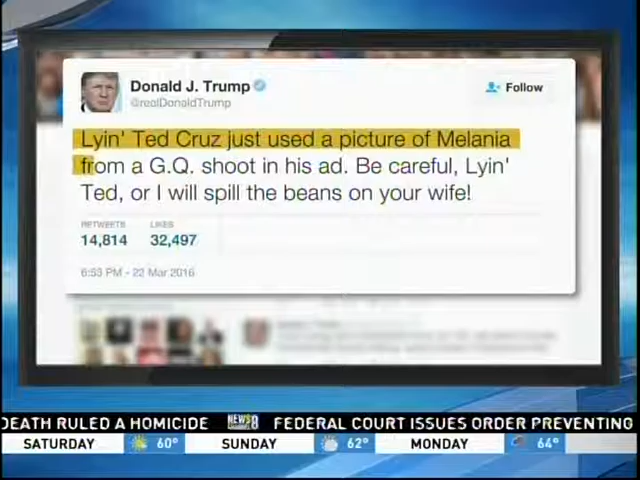 Donald J. Trump
Follow
@realDonaldTrump
Lyin' Ted Cruz just used a picture of Melania
from a G.Q. shoot in his ad. Be careful, Lyin'
Ted, or I will spill the beans on your wife!
RETWEETS LIKES
14,814 32,497
6:53 PM - 22 Mar 2016
DEATH RULED A HOMICIDE NEWS 8 FEDERAL COURT ISSUES ORDER PREVENTING
SATURDAY 60° SUNDAY 62° MONDAY 64°